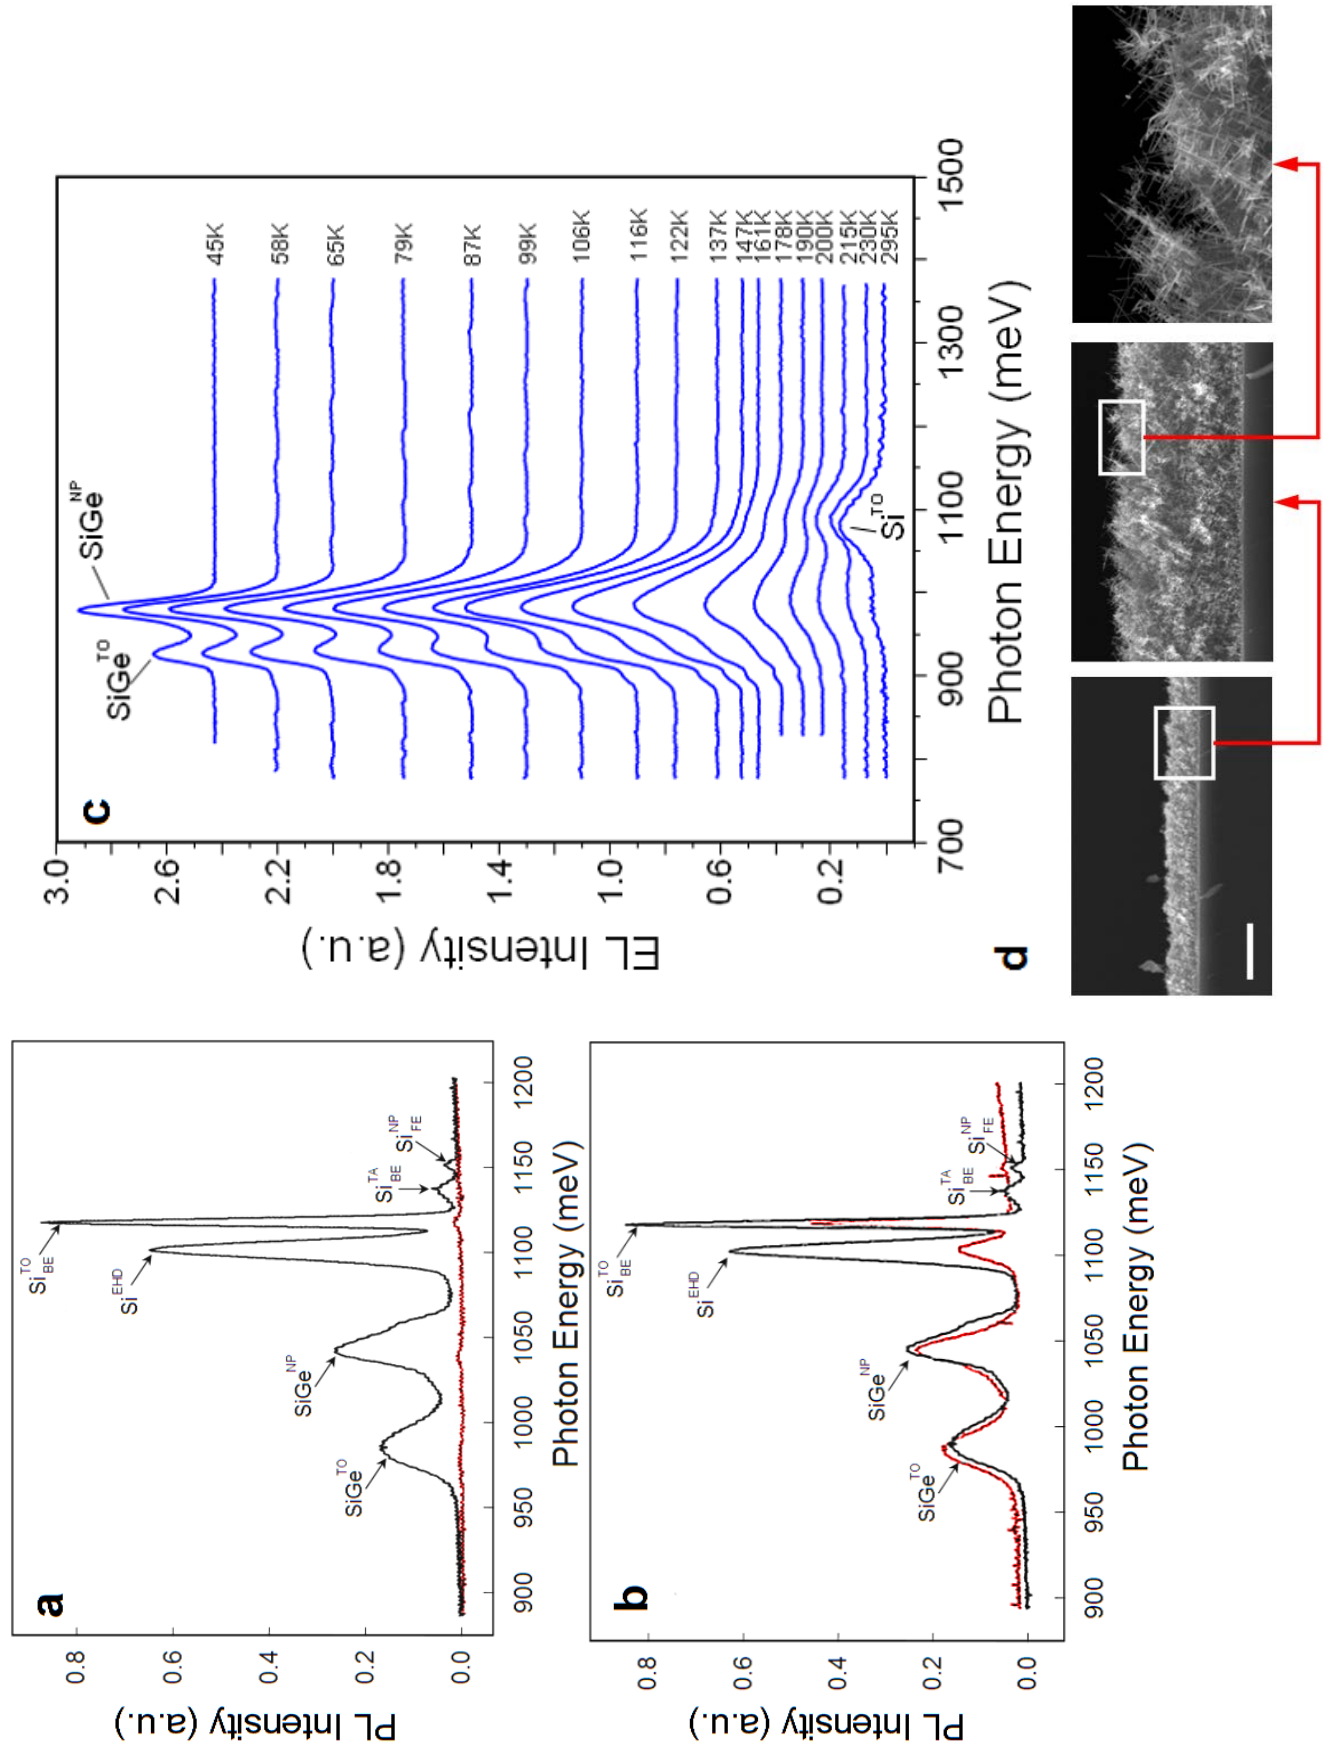 a
PL Intensity (a.u.)
0.8
0.6
0.4
0.2
0.0
900 950 1000 1050 1100 1150 1200
Photon Energy (meV)
SiGe^TO
SiGe^NP
Si^EHD
Si^TO_BE
Si^TA_BE
Si^NP_FE
b
PL Intensity (a.u.)
0.8
0.6
0.4
0.2
0.0
900 950 1000 1050 1100 1150 1200
Photon Energy (meV)
SiGe^TO
SiGe^NP
Si^EHD
Si^TO_BE
Si^TA_BE
Si^NP_FE
c
EL Intensity (a.u.)
3.0
2.6
2.2
1.8
1.4
1.0
0.6
0.2
700 900 1100 1300 1500
Photon Energy (meV)
SiGe^TO
SiGe^NP
Si^TO
45K
58K
65K
79K
87K
99K
106K
116K
122K
137K
147K
161K
178K
190K
200K
215K
230K
295K
d